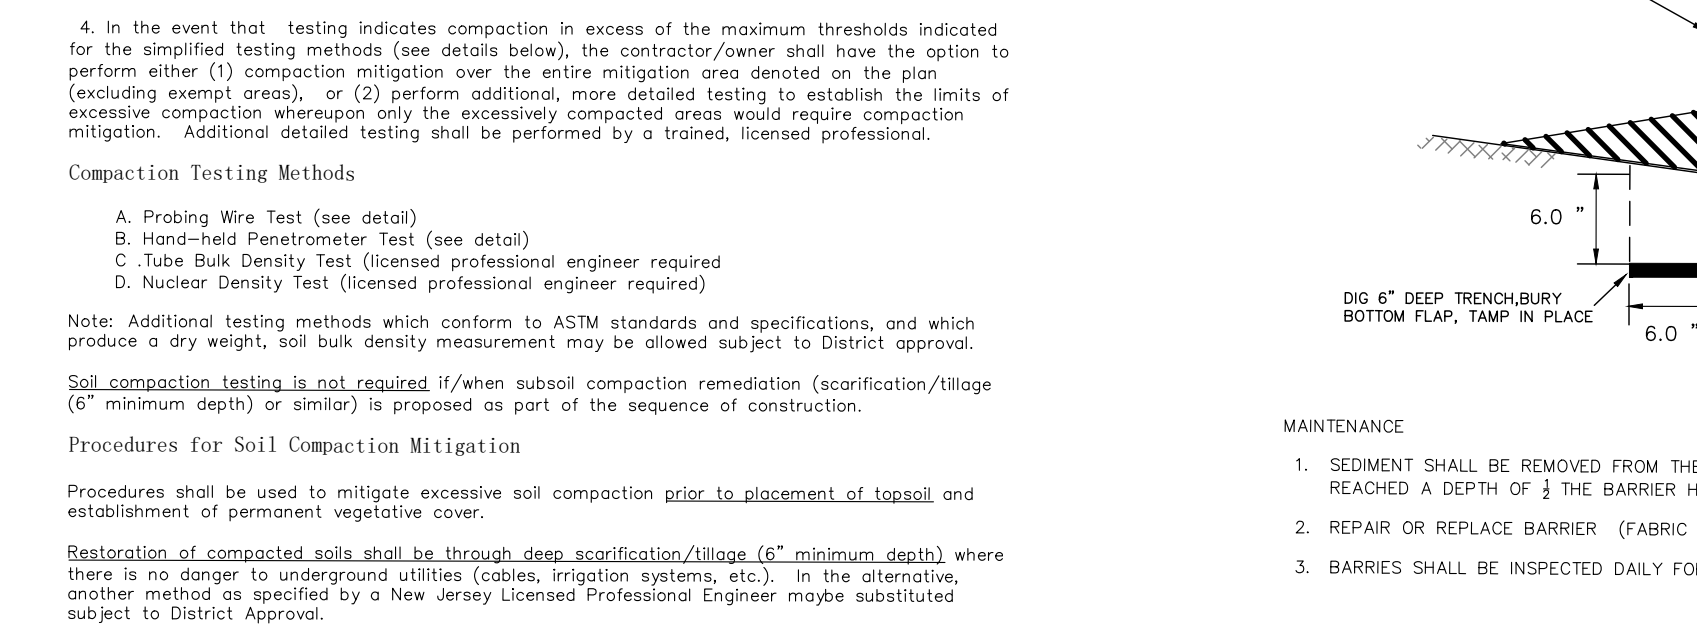 4. In the event that testing indicates compaction in excess of the maximum thresholds indicated
for the simplified testing methods (see details below), the contractor/owner shall have the option to
perform either (1) compaction mitigation over the entire mitigation area denoted on the plan
(excluding exempt areas), or (2) perform additional, more detailed testing to establish the limits of
excessive compaction whereupon only the excessively compacted areas would require compaction
mitigation. Additional detailed testing shall be performed by a trained, licensed professional.
Compaction Testing Methods
A. Probing Wire Test (see detail)
B. Hand-held Penetrometer Test (see detail)
C .Tube Bulk Density Test (licensed professional engineer required
D. Nuclear Density Test (licensed professional engineer required)
Note: Additional testing methods which conform to ASTM standards and specifications, and which
produce a dry weight, soil bulk density measurement may be allowed subject to District approval.
Soil compaction testing is not required if/when subsoil compaction remediation (scarification/tillage
(6" minimum depth) or similar) is proposed as part of the sequence of construction.
Procedures for Soil Compaction Mitigation
Procedures shall be used to mitigate excessive soil compaction prior to placement of topsoil and
establishment of permanent vegetative cover.
Restoration of compacted soils shall be through deep scarification/tillage (6" minimum depth) where
there is no danger to underground utilities (cables, irrigation systems, etc.). In the alternative,
another method as specified by a New Jersey Licensed Professional Engineer maybe substituted
subject to District Approval.
6.0 "
DIG 6" DEEP TRENCH,BURY
BOTTOM FLAP, TAMP IN PLACE
6.0 "
MAINTENANCE
1. SEDIMENT SHALL BE REMOVED FROM THE
REACHED A DEPTH OF ½ THE BARRIER H
2. REPAIR OR REPLACE BARRIER (FABRIC
3. BARRIES SHALL BE INSPECTED DAILY FO